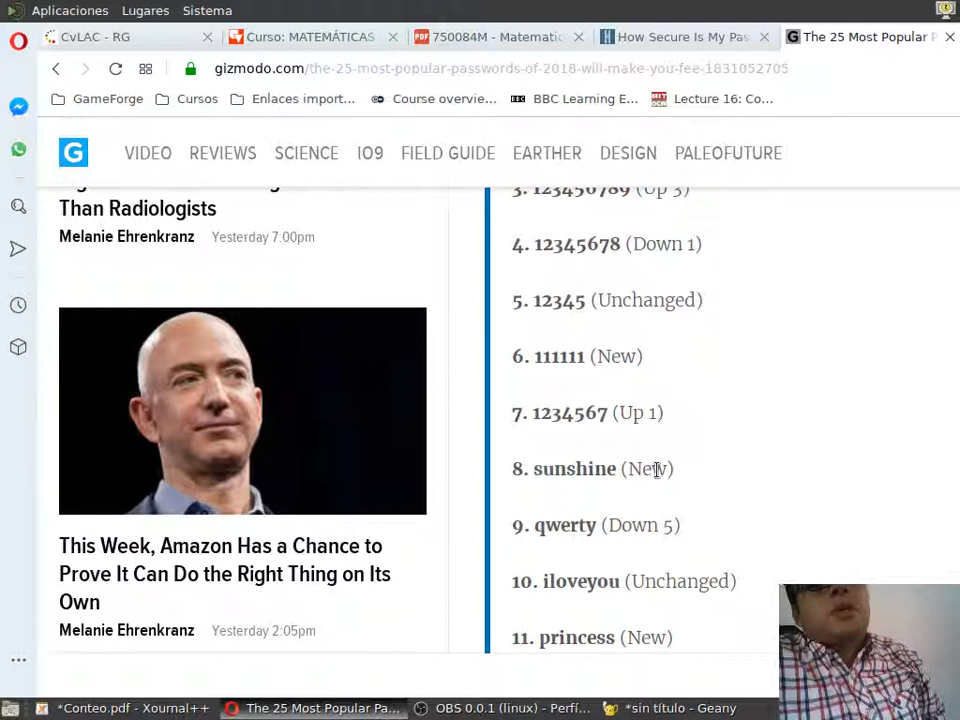 Aplicaciones Lugares Sistema
CvLAC - RG
Curso: MATEMÁTICAS
750084M - Matemati
How Secure Is My Pas
The 25 Most Popular P
gizmodo.com/the-25-most-popular-passwords-of-2018-will-make-you-fee-1831052705
GameForge
Cursos
Enlaces import...
Course overvie...
BBC Learning E...
Lecture 16: Co...
G
VIDEO REVIEWS SCIENCE IO9 FIELD GUIDE EARTHER DESIGN PALEOFUTURE
Than Radiologists
Melanie Ehrenkranz Yesterday 7:00pm
This Week, Amazon Has a Chance to
Prove It Can Do the Right Thing on Its
Own
Melanie Ehrenkranz Yesterday 2:05pm
3. 123456789 (Up 3)
4. 12345678 (Down 1)
5. 12345 (Unchanged)
6. 111111 (New)
7. 1234567 (Up 1)
8. sunshine (New)
9. qwerty (Down 5)
10. iloveyou (Unchanged)
11. princess (New)
*Conteo.pdf - Xournal++
The 25 Most Popular Pa...
OBS 0.0.1 (linux) - Perfi...
*sin título - Geany